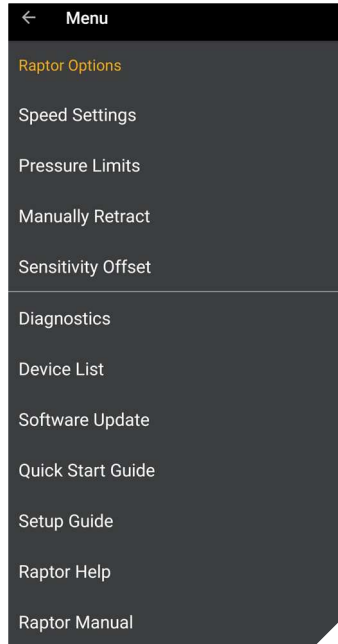 Menu
Raptor Options
Speed Settings
Pressure Limits
Manually Retract
Sensitivity Offset
Diagnostics
Device List
Software Update
Quick Start Guide
Setup Guide
Raptor Help
Raptor Manual